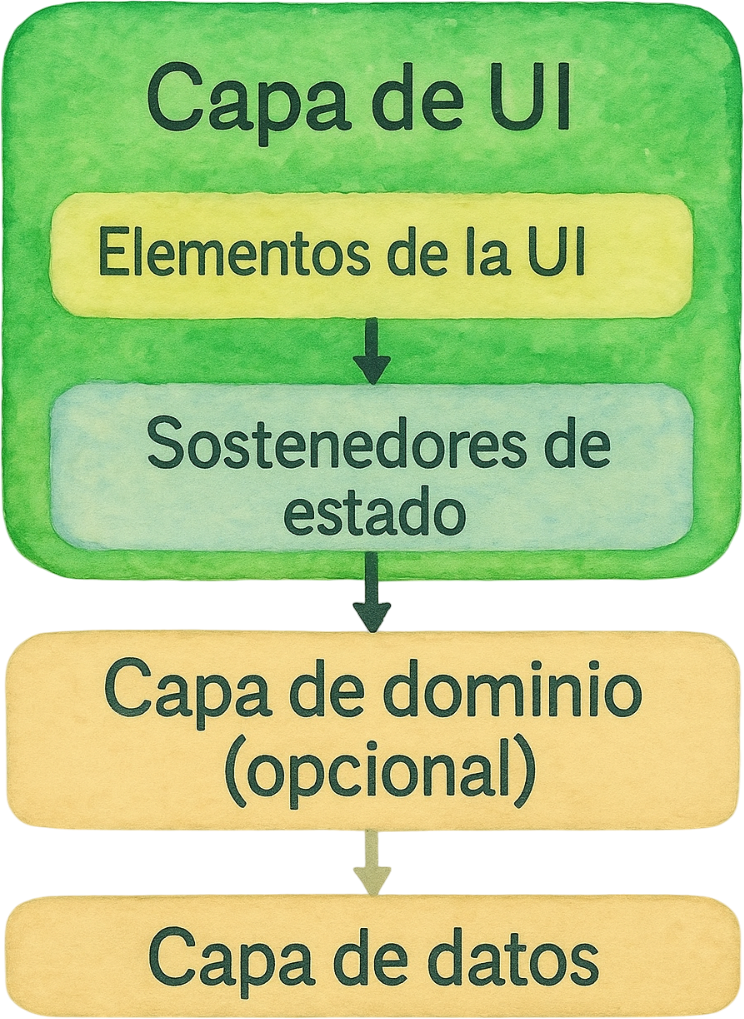 Capa de UI
Elementos de la UI
Sostenedores de
estado
Capa de dominio
(opcional)
Capa de datos